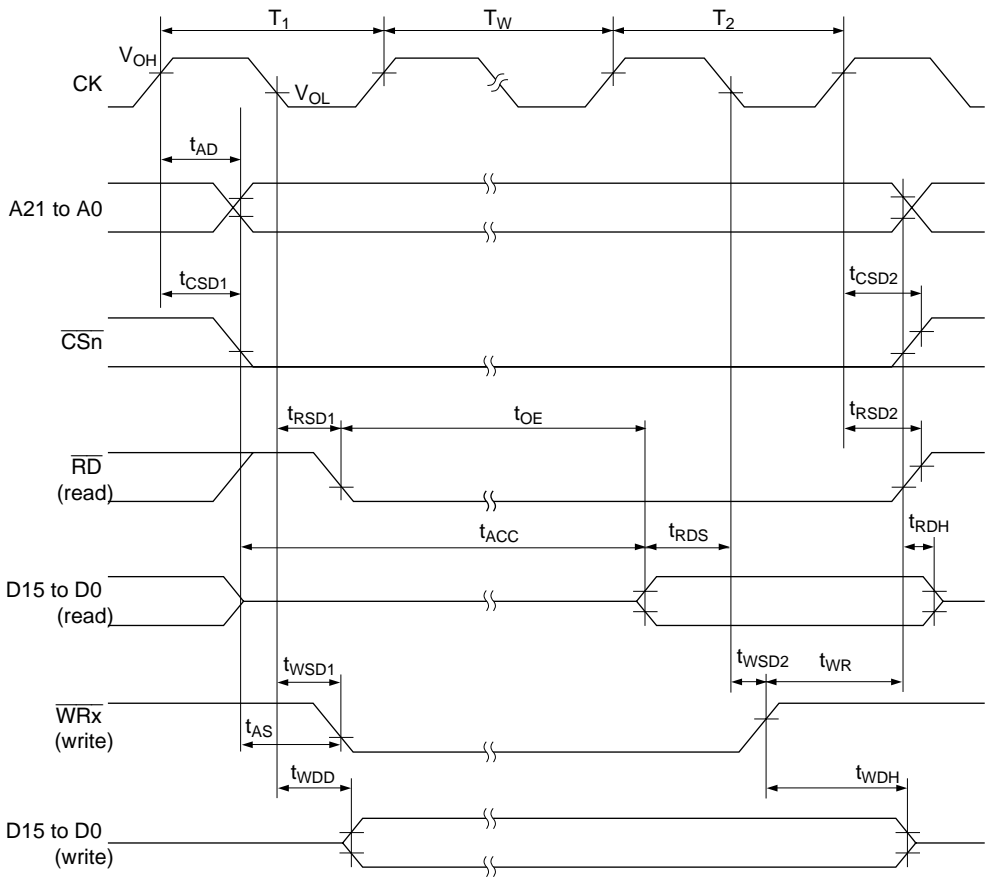 T1 TW T2
VOH
CK
VOL
tAD
A21 to A0
tCSD1 tCSD2
CSn
tRSD1 tOE tRSD2
RD
(read)
tACC tRDS tRDH
D15 to D0
(read)
tWSD1 tWSD2 tWR
WRx
(write)
tAS
tWDD tWDH
D15 to D0
(write)